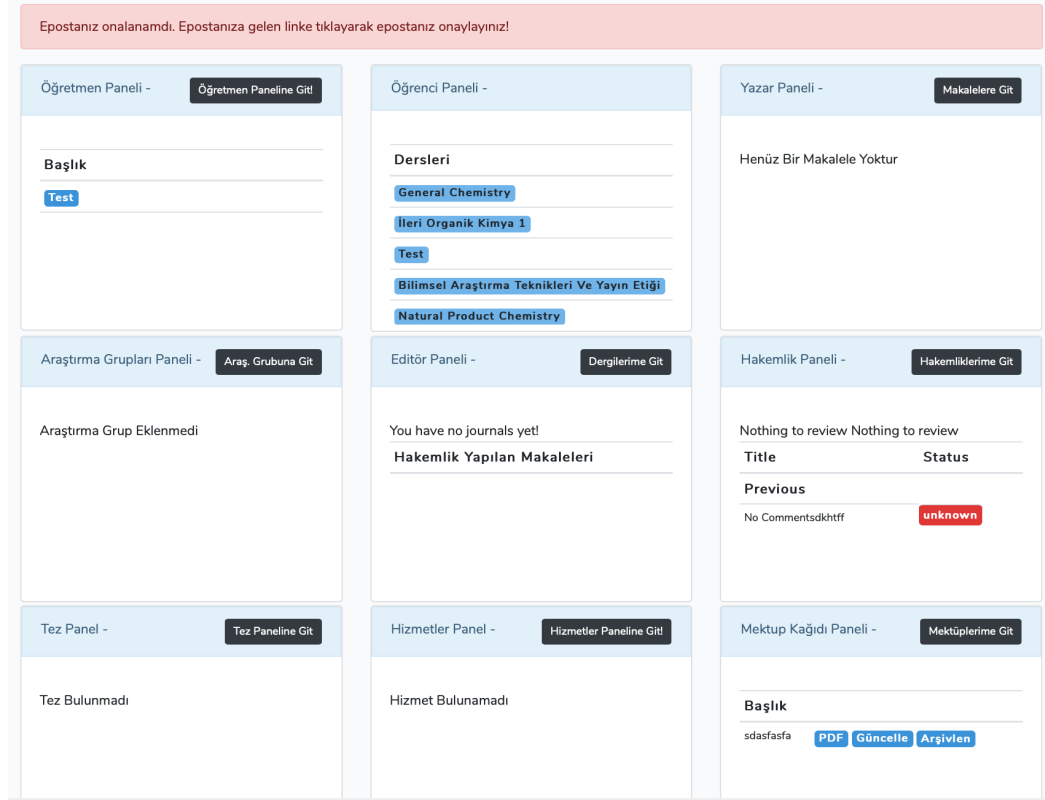 Epostanız onalanamdı. Epostanıza gelen linke tıklayarak epostanız onaylayınız!
Öğretmen Paneli -
Öğretmen Paneline Git!
Başlık
Test
Öğrenci Paneli -
Dersleri
General Chemistry
İleri Organik Kimya 1
Test
Bilimsel Araştırma Teknikleri Ve Yayın Etiği
Natural Product Chemistry
Yazar Paneli -
Makalelere Git
Henüz Bir Makalele Yoktur
Araştırma Grupları Paneli -
Araş. Grubuna Git
Araştırma Grup Eklenmedi
Editör Paneli -
Dergilerime Git
You have no journals yet!
Hakemlik Yapılan Makaleleri
Hakemlik Paneli -
Hakemliklerime Git
Nothing to review Nothing to review
Title Status
Previous
No Commentsdkhtff unknown
Tez Panel -
Tez Paneline Git
Tez Bulunmadı
Hizmetler Panel -
Hizmetler Paneline Git!
Hizmet Bulunamadı
Mektup Kağıdı Paneli -
Mektüplerime Git
Başlık
sdasfasfa PDF Güncelle Arşivlen